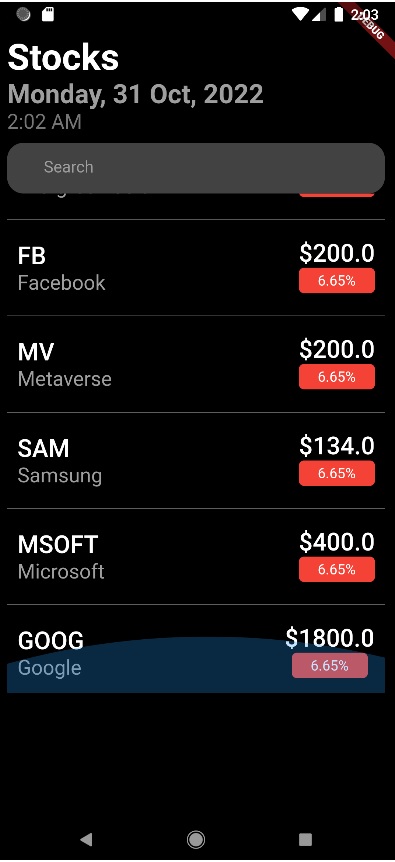 2:03
DEBUG
Stocks
Monday, 31 Oct, 2022
2:02 AM
Search
FB
$200.0
Facebook
6.65%
MV
$200.0
Metaverse
6.65%
SAM
$134.0
Samsung
6.65%
MSOFT
$400.0
Microsoft
6.65%
GOOG
$1800.0
Google
6.65%